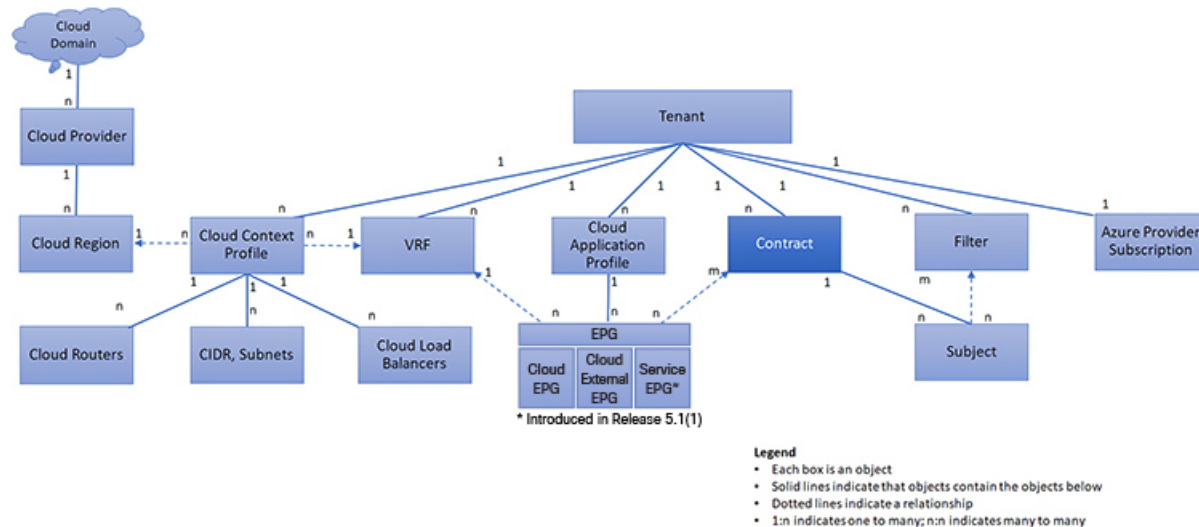 Cloud
Domain
1
n
Cloud Provider
Tenant
1
n
1
1
1
1
1
1
n
n
n
n
n
1
Cloud Region
1
n
Cloud Context
Profile
n
1
VRF
Cloud
Application
Profile
Contract
Filter
Azure Provider
Subscription
1
1
1
1
1
m
1
m
n
n
n
n
n
n
n
n
Cloud Routers
CIDR, Subnets
Cloud Load
Balancers
EPG
Cloud
EPG
Cloud
External
EPG
Service
EPG*
Subject
* Introduced in Release 5.1(1)
Legend
• Each box is an object
• Solid lines indicate that objects contain the objects below
• Dotted lines indicate a relationship
• 1:n indicates one to many; n:n indicates many to many